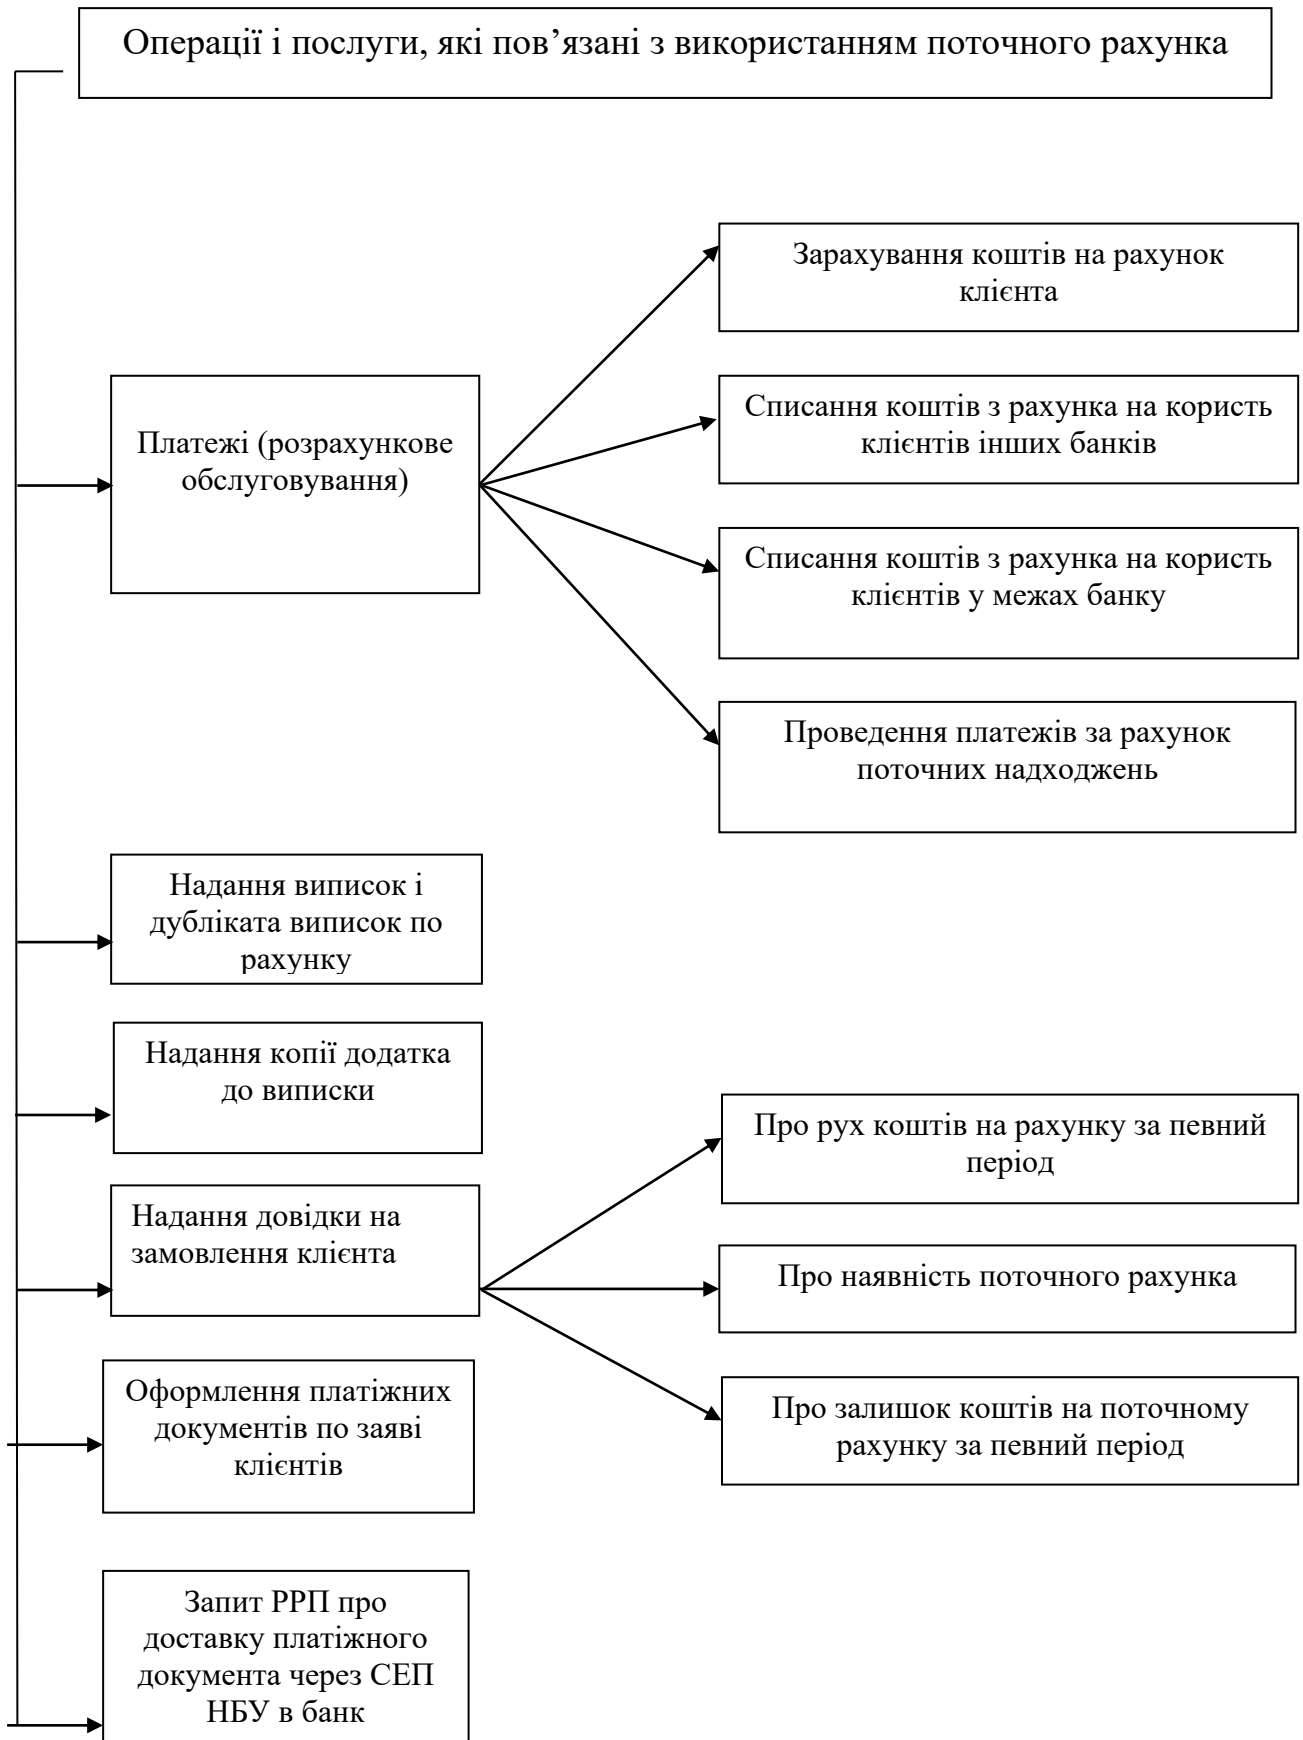 Операції і послуги, які пов’язані з використанням поточного рахунка
Зарахування коштів на рахунок
клієнта
Платежі (розрахункове
обслуговування)
Списання коштів з рахунка на користь
клієнтів інших банків
Списання коштів з рахунка на користь
клієнтів у межах банку
Проведення платежів за рахунок
поточних надходжень
Надання виписок і
дубліката виписок по
рахунку
Надання копії додатка
до виписки
Надання довідки на
замовлення клієнта
Про рух коштів на рахунку за певний
період
Про наявність поточного рахунка
Про залишок коштів на поточному
рахунку за певний період
Оформлення платіжних
документів по заяві
клієнтів
Запит РРП про
доставку платіжного
документа через СЕП
НБУ в банк